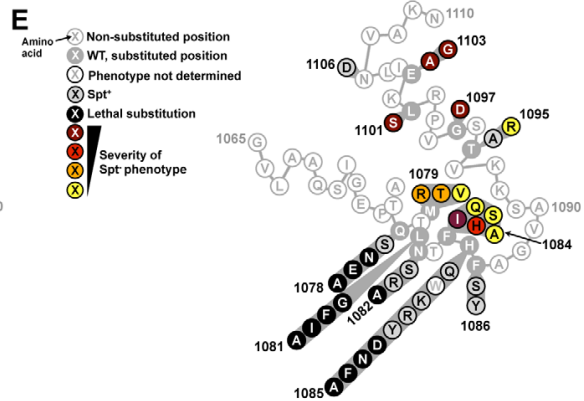 E
Amino
acid
X Non-substituted position
X WT, substituted position
X Phenotype not determined
X Spt+
X Lethal substitution
X
X
X
X
Severity of
Spt- phenotype
K N 1110
V A
1103
G
A
1106 D N L I E
K L R
1097
D
1101 S
P V G S
1095
R
A
T
1065
G V L A A Q S I G E P T A
V K K S A 1090
V
1079
R T V
M
Q S
I H A
1084
T
Q L N T F H F A G
S
N
E
A
1078
G
F
I
A
1081
S
R
A
1082
Q
W
K
R
Y
D
N
F
A
1085
S
Y
1086
0